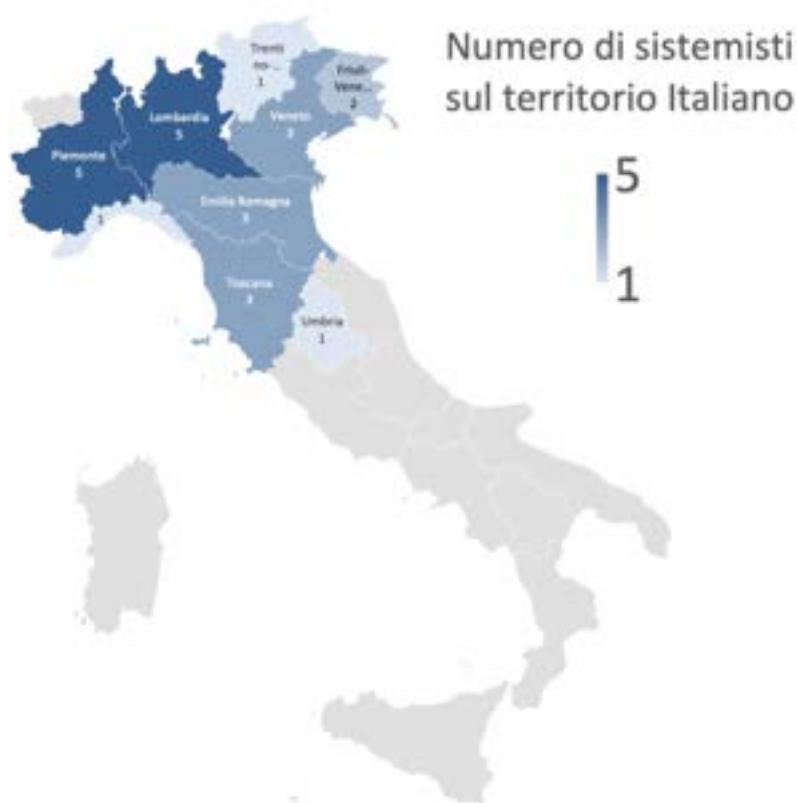 Numero di sistemisti
sul territorio Italiano
5
1
Trenti
no-...
1
Friuli-
Vene...
2
Lombardia
5
Veneto
3
Piemonte
5
1
Emilia Romagna
3
Toscana
3
Umbria
1